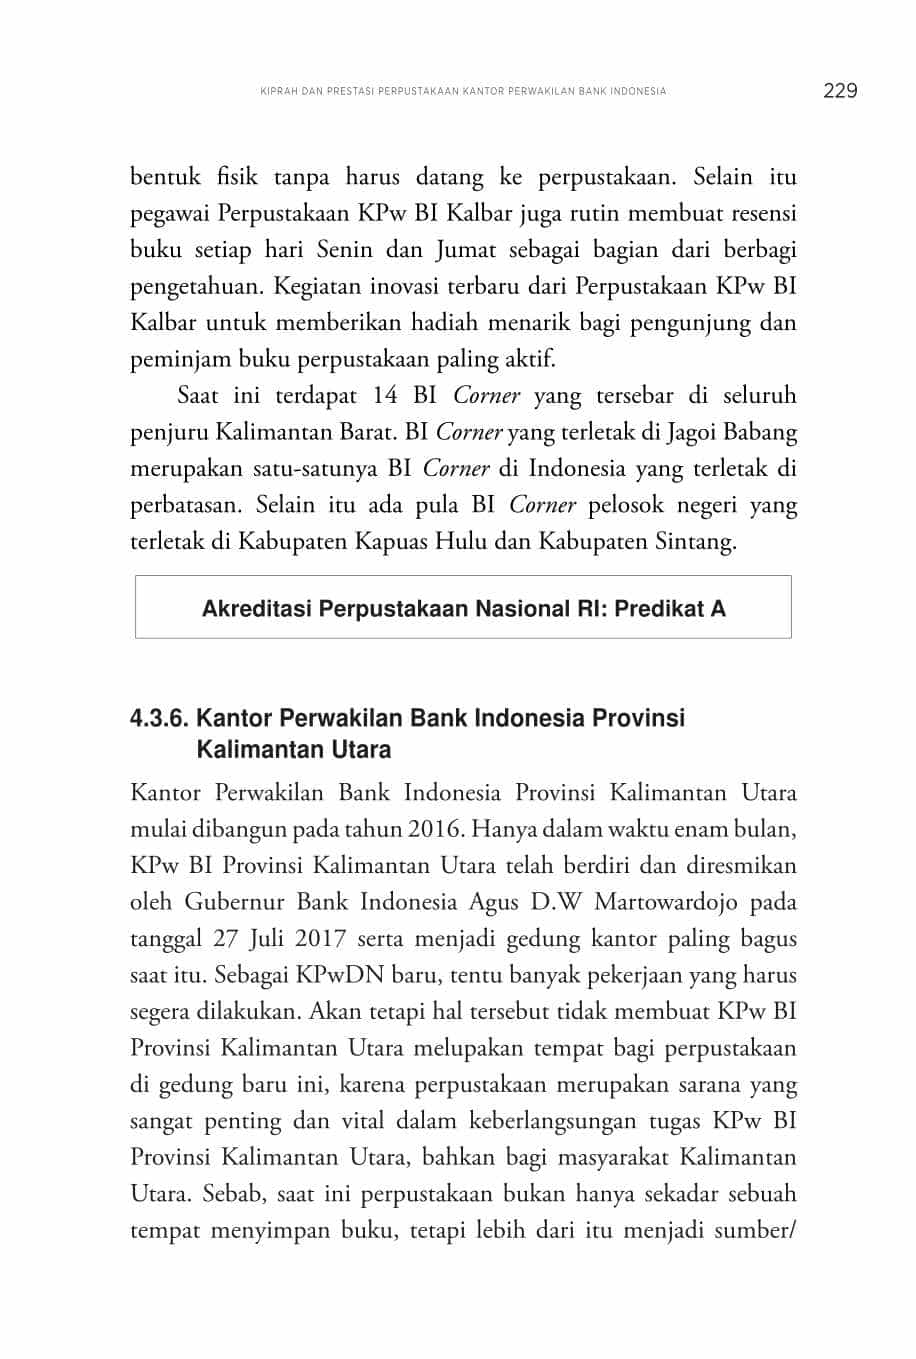 KIPRAH DAN PRESTASI PERPUSTAKAAN KANTOR PERWAKILAN BANK INDONESIA 229
bentuk fisik tanpa harus datang ke perpustakaan. Selain itu
pegawai Perpustakaan KPw BI Kalbar juga rutin membuat resensi
buku setiap hari Senin dan Jumat sebagai bagian dari berbagi
pengetahuan. Kegiatan inovasi terbaru dari Perpustakaan KPw BI
Kalbar untuk memberikan hadiah menarik bagi pengunjung dan
peminjam buku perpustakaan paling aktif.
Saat ini terdapat 14 BI Corner yang tersebar di seluruh
penjuru Kalimantan Barat. BI Corner yang terletak di Jagoi Babang
merupakan satu-satunya BI Corner di Indonesia yang terletak di
perbatasan. Selain itu ada pula BI Corner pelosok negeri yang
terletak di Kabupaten Kapuas Hulu dan Kabupaten Sintang.
Akreditasi Perpustakaan Nasional RI: Predikat A
4.3.6. Kantor Perwakilan Bank Indonesia Provinsi
Kalimantan Utara
Kantor Perwakilan Bank Indonesia Provinsi Kalimantan Utara
mulai dibangun pada tahun 2016. Hanya dalam waktu enam bulan,
KPw BI Provinsi Kalimantan Utara telah berdiri dan diresmikan
oleh Gubernur Bank Indonesia Agus D.W Martowardojo pada
tanggal 27 Juli 2017 serta menjadi gedung kantor paling bagus
saat itu. Sebagai KPwDN baru, tentu banyak pekerjaan yang harus
segera dilakukan. Akan tetapi hal tersebut tidak membuat KPw BI
Provinsi Kalimantan Utara melupakan tempat bagi perpustakaan
di gedung baru ini, karena perpustakaan merupakan sarana yang
sangat penting dan vital dalam keberlangsungan tugas KPw BI
Provinsi Kalimantan Utara, bahkan bagi masyarakat Kalimantan
Utara. Sebab, saat ini perpustakaan bukan hanya sekadar sebuah
tempat menyimpan buku, tetapi lebih dari itu menjadi sumber/